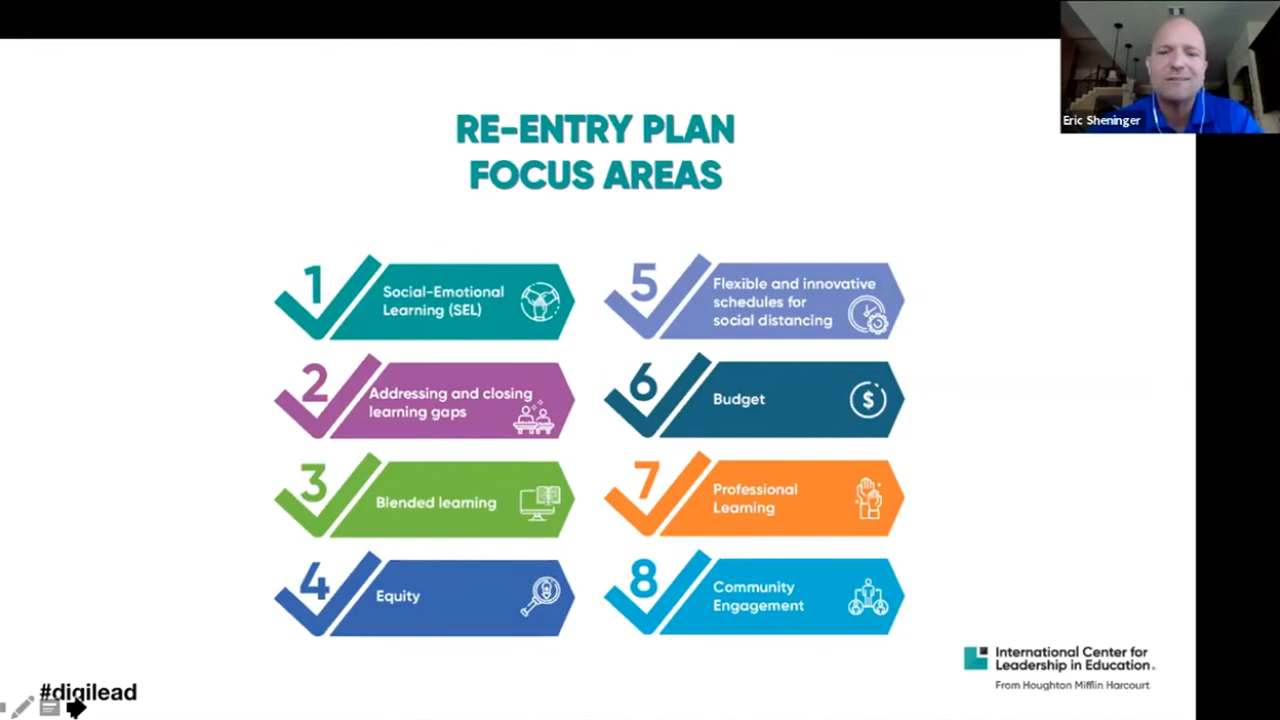 Eric Sheninger
RE-ENTRY PLAN
FOCUS AREAS
1
Social-Emotional
Learning (SEL)
2
Addressing and closing
learning gaps
3
Blended learning
4
Equity
5
Flexible and innovative
schedules for
social distancing
6
Budget
$
7
Professional
Learning
8
Community
Engagement
International Center for
Leadership in Education.
From Houghton Mifflin Harcourt
#digilead